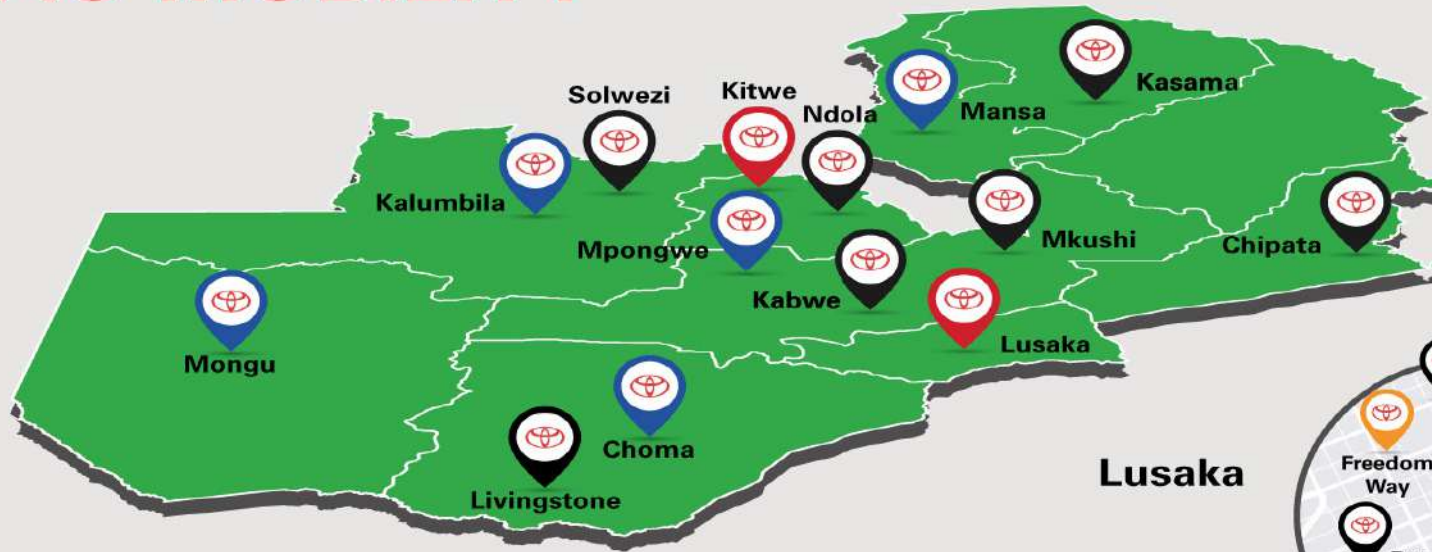 Kasama
Mansa
Solwezi
Kitwe
Ndola
Kalumbila
Mpongwe
Mkushi
Chipata
Kabwe
Lusaka
Mongu
Choma
Livingstone
Lusaka
Freedom
Way